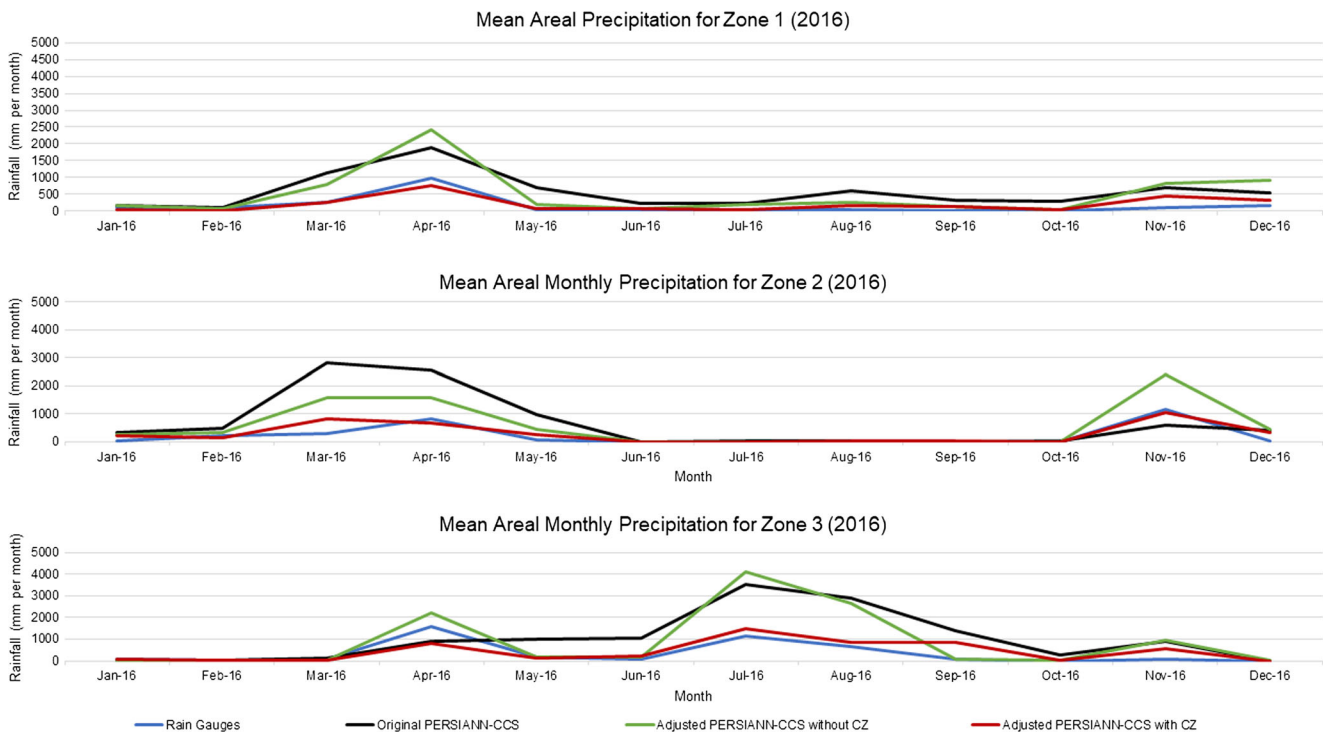 Mean Areal Precipitation for Zone 1 (2016)
Rainfall (mm per month)
5000
4500
4000
3500
3000
2500
2000
1500
1000
500
0
Jan-16 Feb-16 Mar-16 Apr-16 May-16 Jun-16 Jul-16 Aug-16 Sep-16 Oct-16 Nov-16 Dec-16
Mean Areal Monthly Precipitation for Zone 2 (2016)
Rainfall (mm per month)
5000
4000
3000
2000
1000
0
Jan-16 Feb-16 Mar-16 Apr-16 May-16 Jun-16 Jul-16 Aug-16 Sep-16 Oct-16 Nov-16 Dec-16
Month
Mean Areal Monthly Precipitation for Zone 3 (2016)
Rainfall (mm per month)
5000
4000
3000
2000
1000
0
Jan-16 Feb-16 Mar-16 Apr-16 May-16 Jun-16 Jul-16 Aug-16 Sep-16 Oct-16 Nov-16 Dec-16
Month
Rain Gauges Original PERSIANN-CCS Adjusted PERSIANN-CCS without CZ Adjusted PERSIANN-CCS with CZ